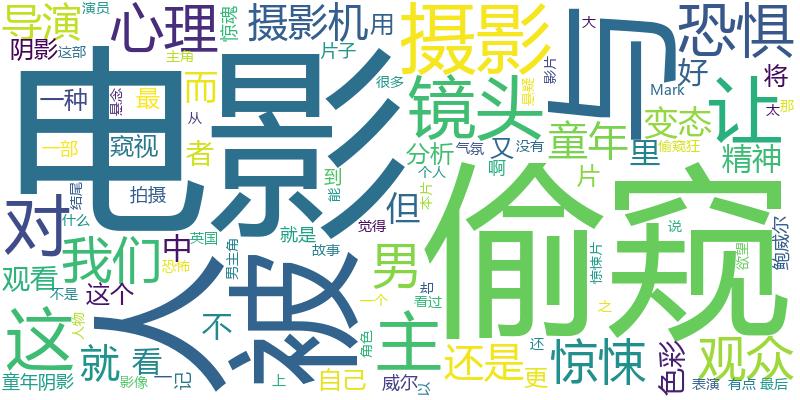 导演
演员
心理
惊魂
摄影机
用
摄影
与
大
恐惧
阴影
这部
电影
主角
片子
影片
好
将
一种
悬念
最
而
镜头
很多
悬疑
Mark
让
太
那
一部
窥视
从
者
分析
气氛
没有
童年
里
变态
偷窥狂
精神
拍摄
又
啊
片
对
结尾
能
到
但
个人
本片
偷窥
我们
中
什么
英国
就是
觉得
说
鲍威尔
观看
恐怖
男主角
故事
男
惊悚片
欲望
这个
不是
人
被
不
一个
却
看过
之
这
人物
就
看
主
角色
还是
还
惊悚
色彩
观众
童年阴影
影像
一
记
上
自己
威尔
以
更
表演
有点
最后